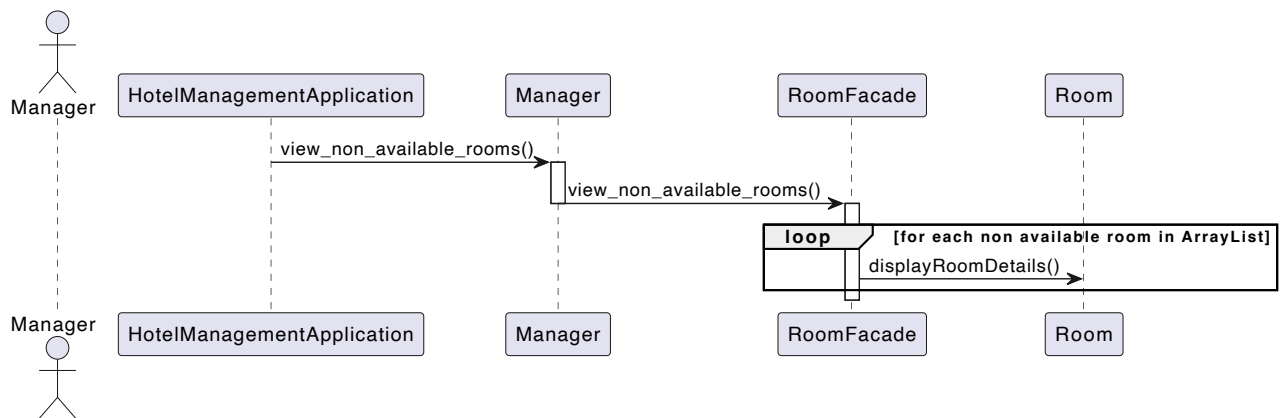 Manager
HotelManagementApplication
Manager
RoomFacade
Room
view_non_available_rooms()
view_non_available_rooms()
loop [for each non available room in ArrayList]
displayRoomDetails()
Manager
HotelManagementApplication
Manager
RoomFacade
Room